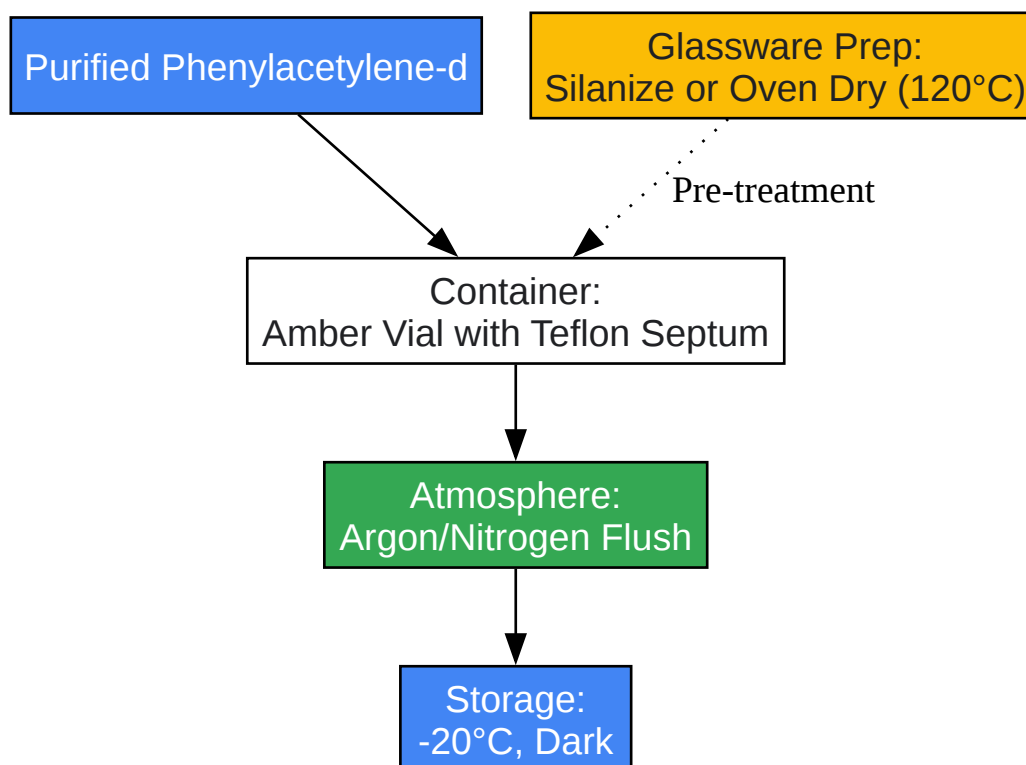 Purified Phenylacetylene-d
Glassware Prep:
Silanize or Oven Dry (120°C)
Pre-treatment
Container:
Amber Vial with Teflon Septum
Atmosphere:
Argon/Nitrogen Flush
Storage:
-20°C, Dark